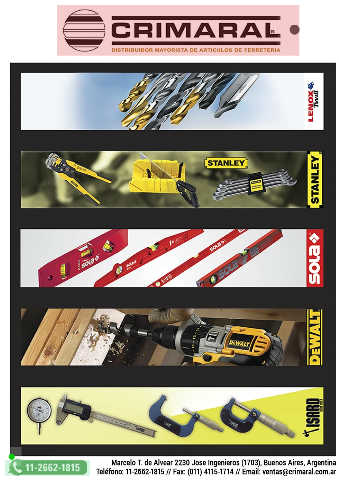 CRIMARAL
DISTRIBUIDOR MAYORISTA DE ARTICULOS DE FERRETERIA
LENOX
Twill
STANLEY
STANLEY
SOLA
DEWALT
DEWALT
ISARD
11-2662-1815
Marcelo T. de Alvear 2230 Jose Ingenieros (1703), Buenos Aires, Argentina
Teléfono: 11-2662-1815 // Fax: (011) 4115-1714 // Email: ventas@crimaral.com.ar